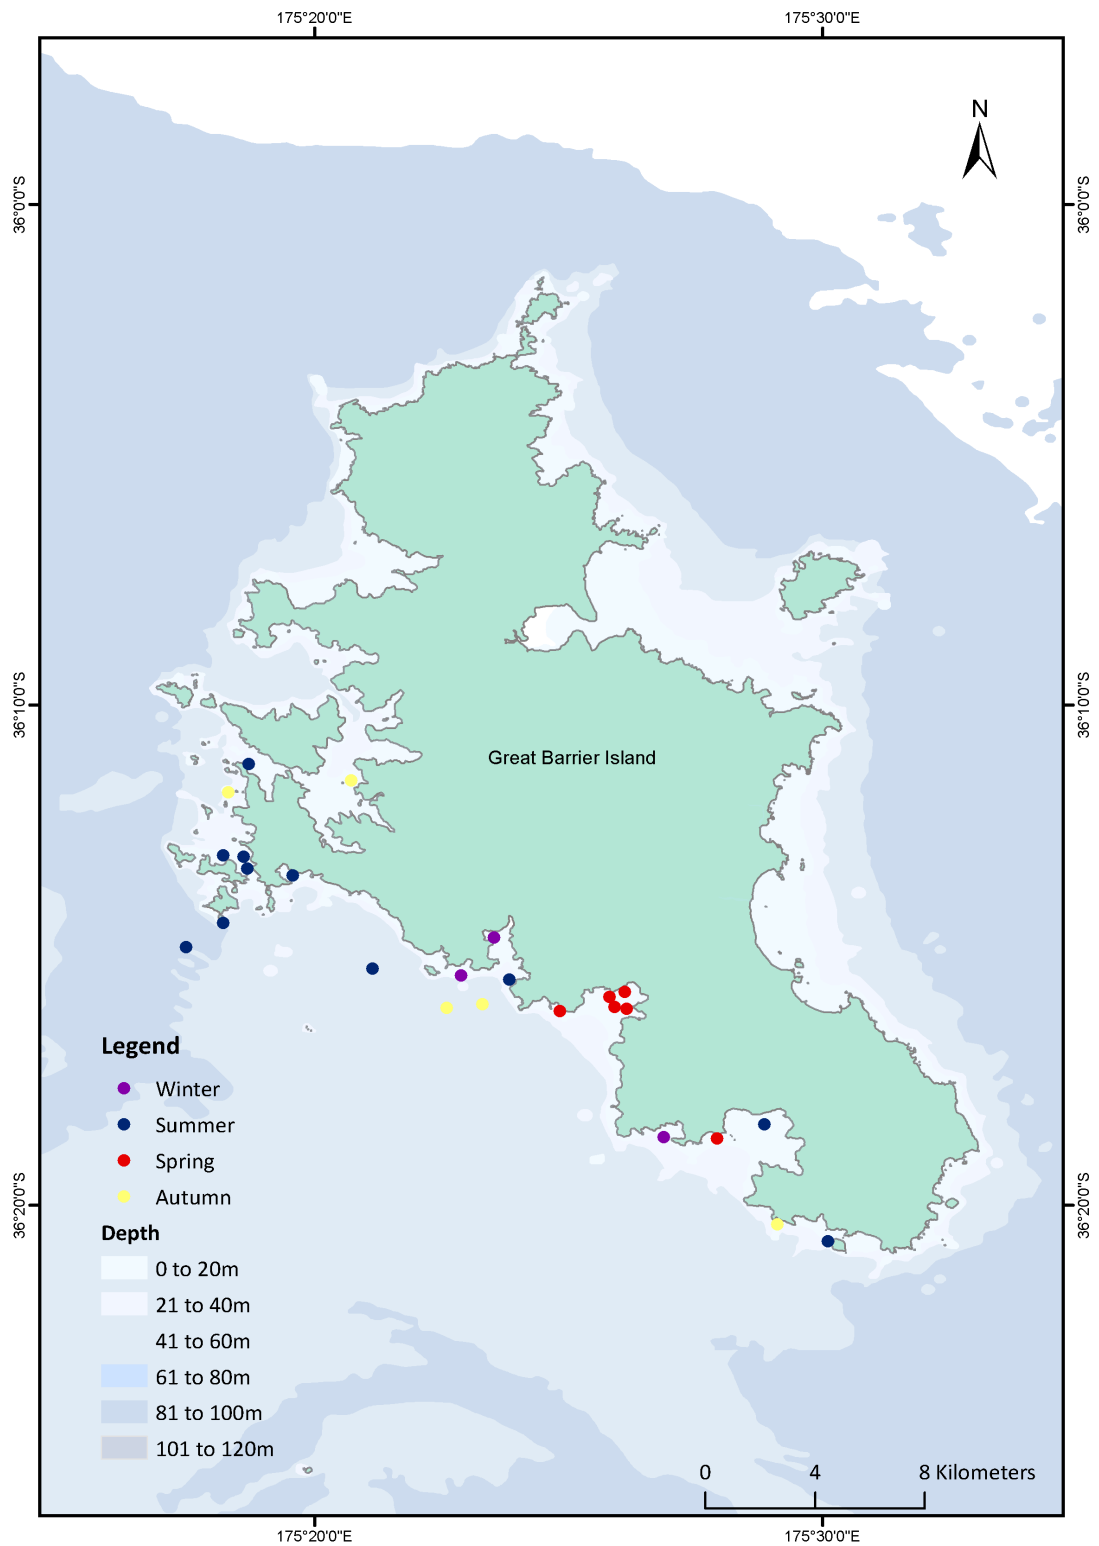 175°20'0"E
175°30'0"E
N
36°0'0"S
36°0'0"S
36°10'0"S
36°10'0"S
Great Barrier Island
Legend
Winter
Summer
Spring
Autumn
36°20'0"S
36°20'0"S
Depth
0 to 20m
21 to 40m
41 to 60m
61 to 80m
81 to 100m
101 to 120m
0 4 8 Kilometers
175°20'0"E
175°30'0"E